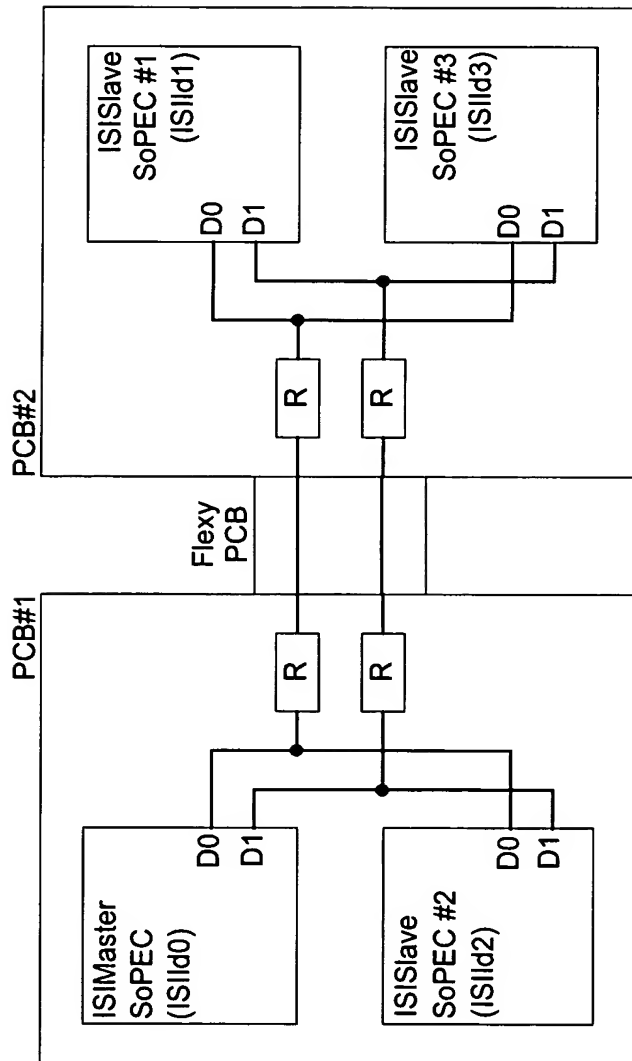 PCB#1
ISIMaster
SoPEC
(ISIId0)
D0
D1
ISISlave
SoPEC #2
(ISIId2)
D0
D1
R
R
Flexy
PCB
PCB#2
R
R
ISISlave
SoPEC #1
(ISIId1)
D0
D1
ISISlave
SoPEC #3
(ISIId3)
D0
D1